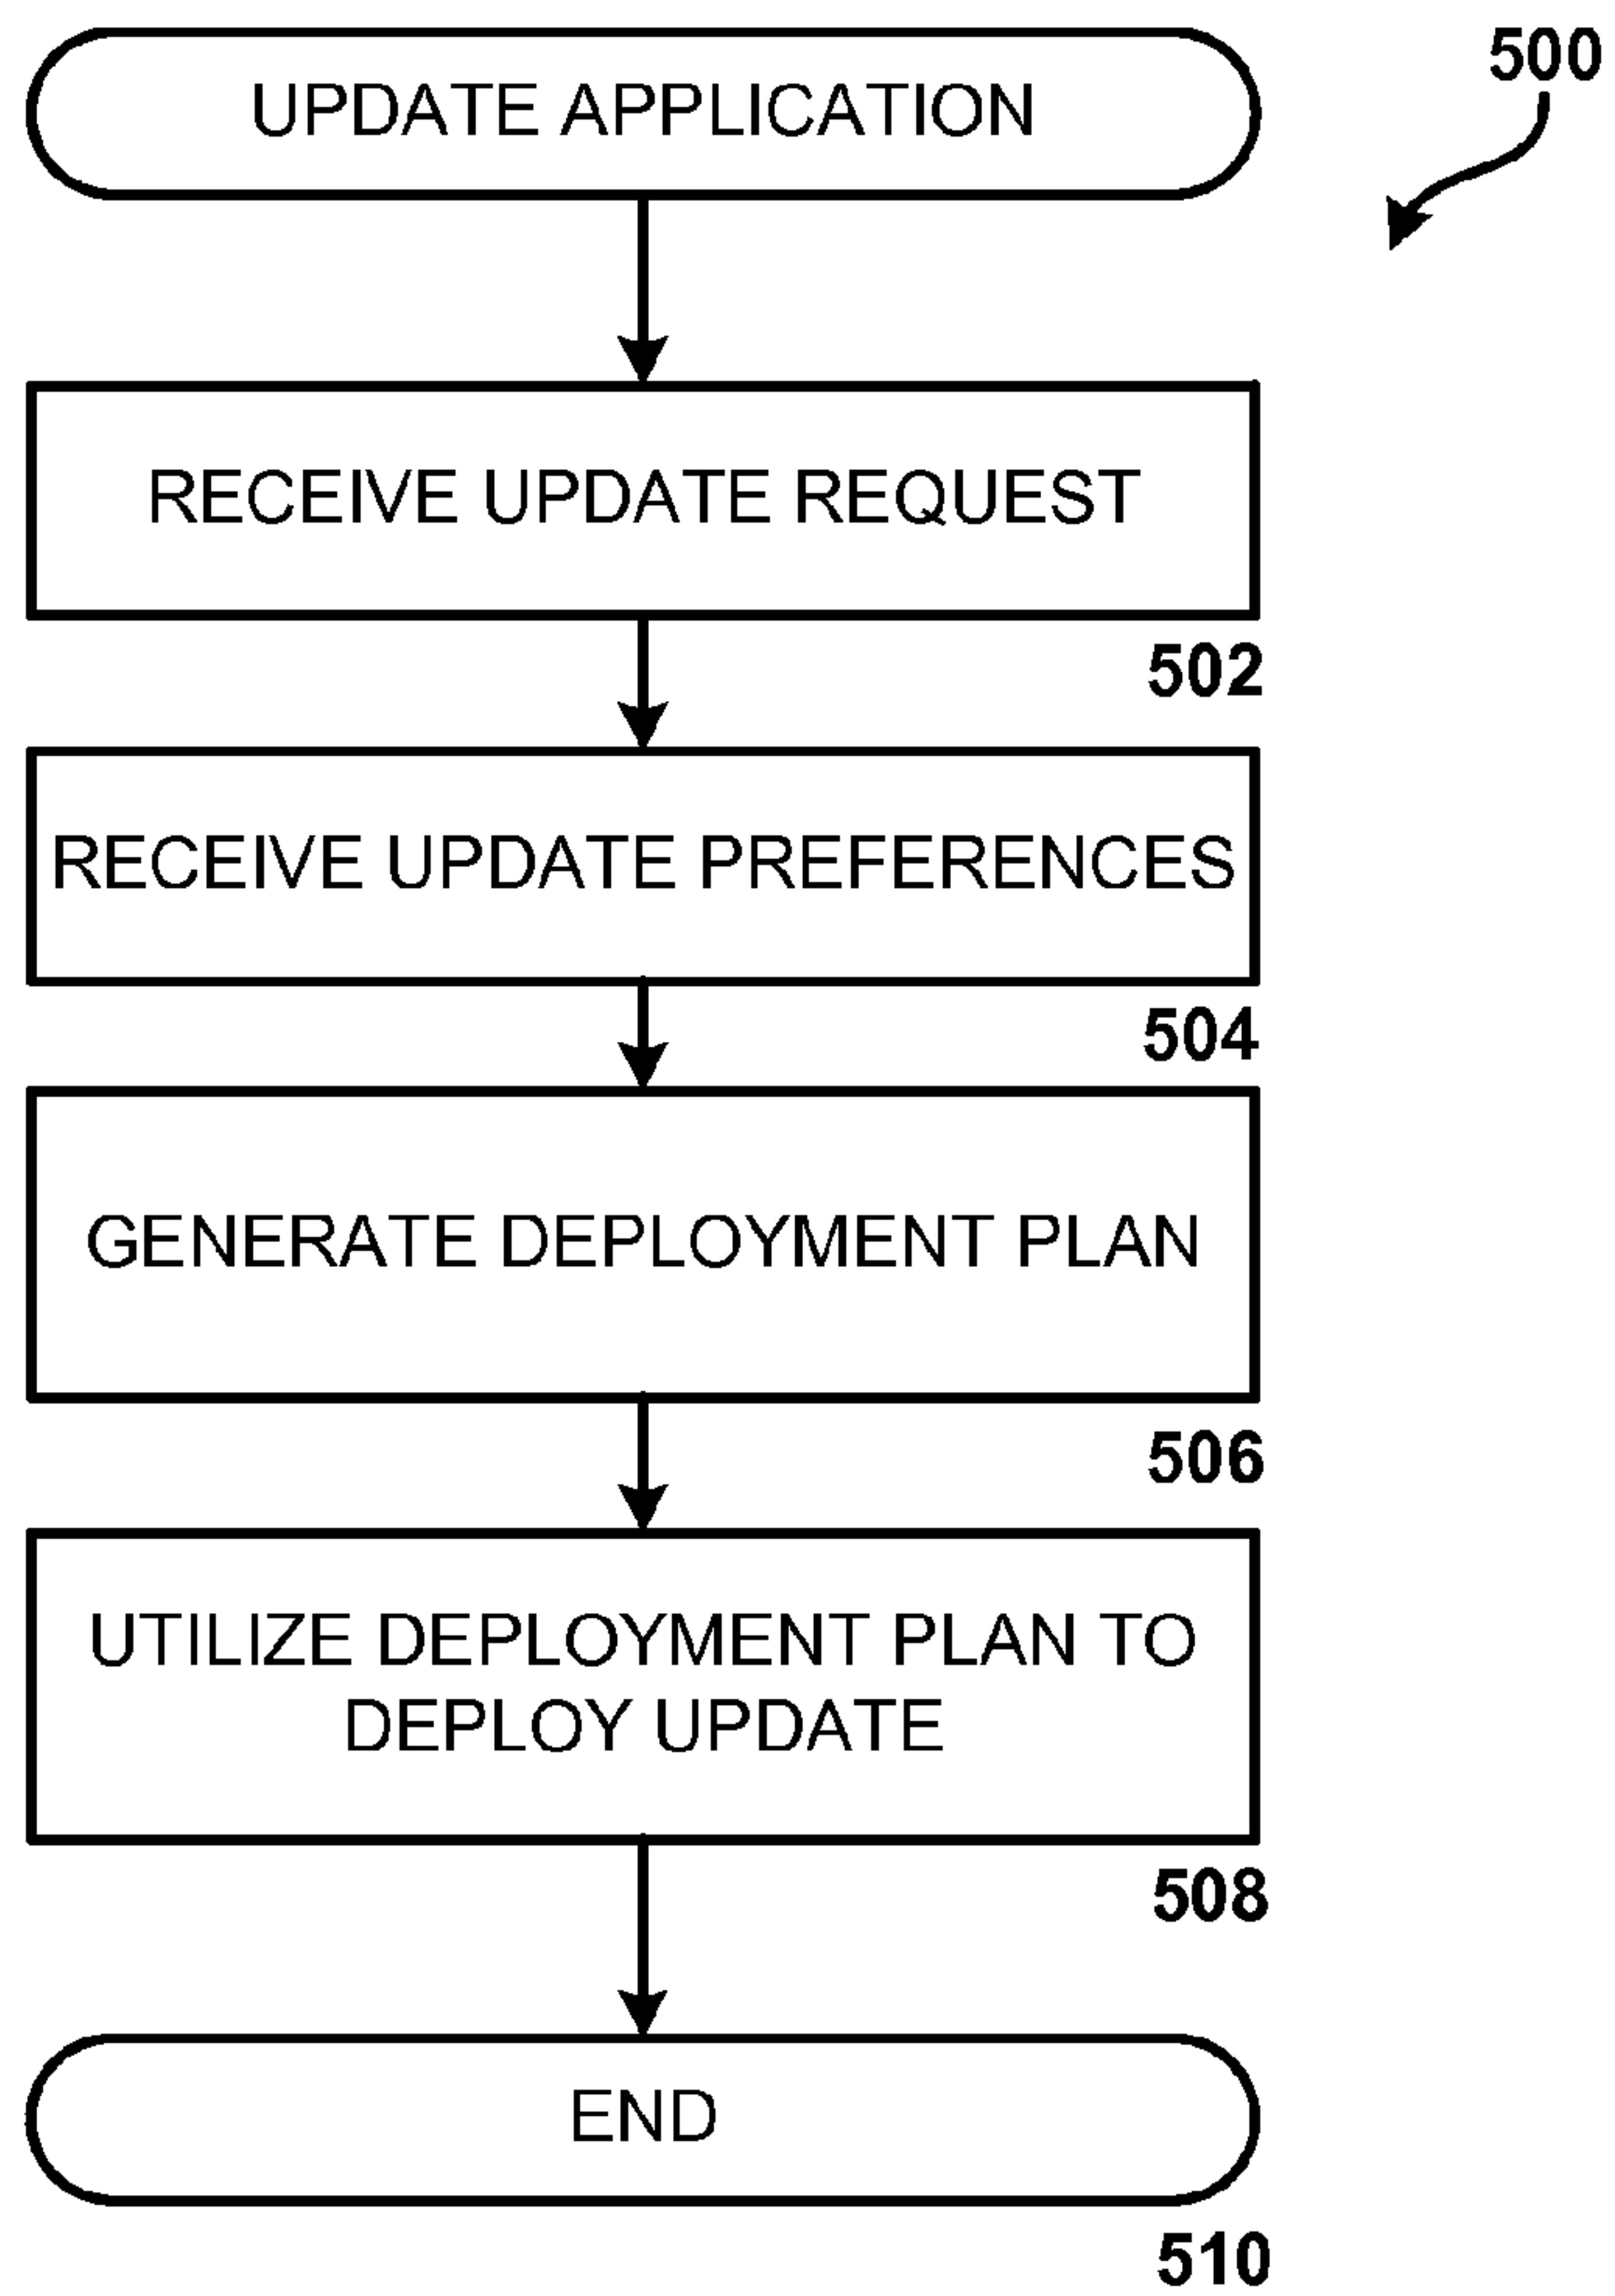 UPDATE APPLICATION
500
RECEIVE UPDATE REQUEST
502
RECEIVE UPDATE PREFERENCES
504
GENERATE DEPLOYMENT PLAN
506
UTILIZE DEPLOYMENT PLAN TO
DEPLOY UPDATE
508
END
510